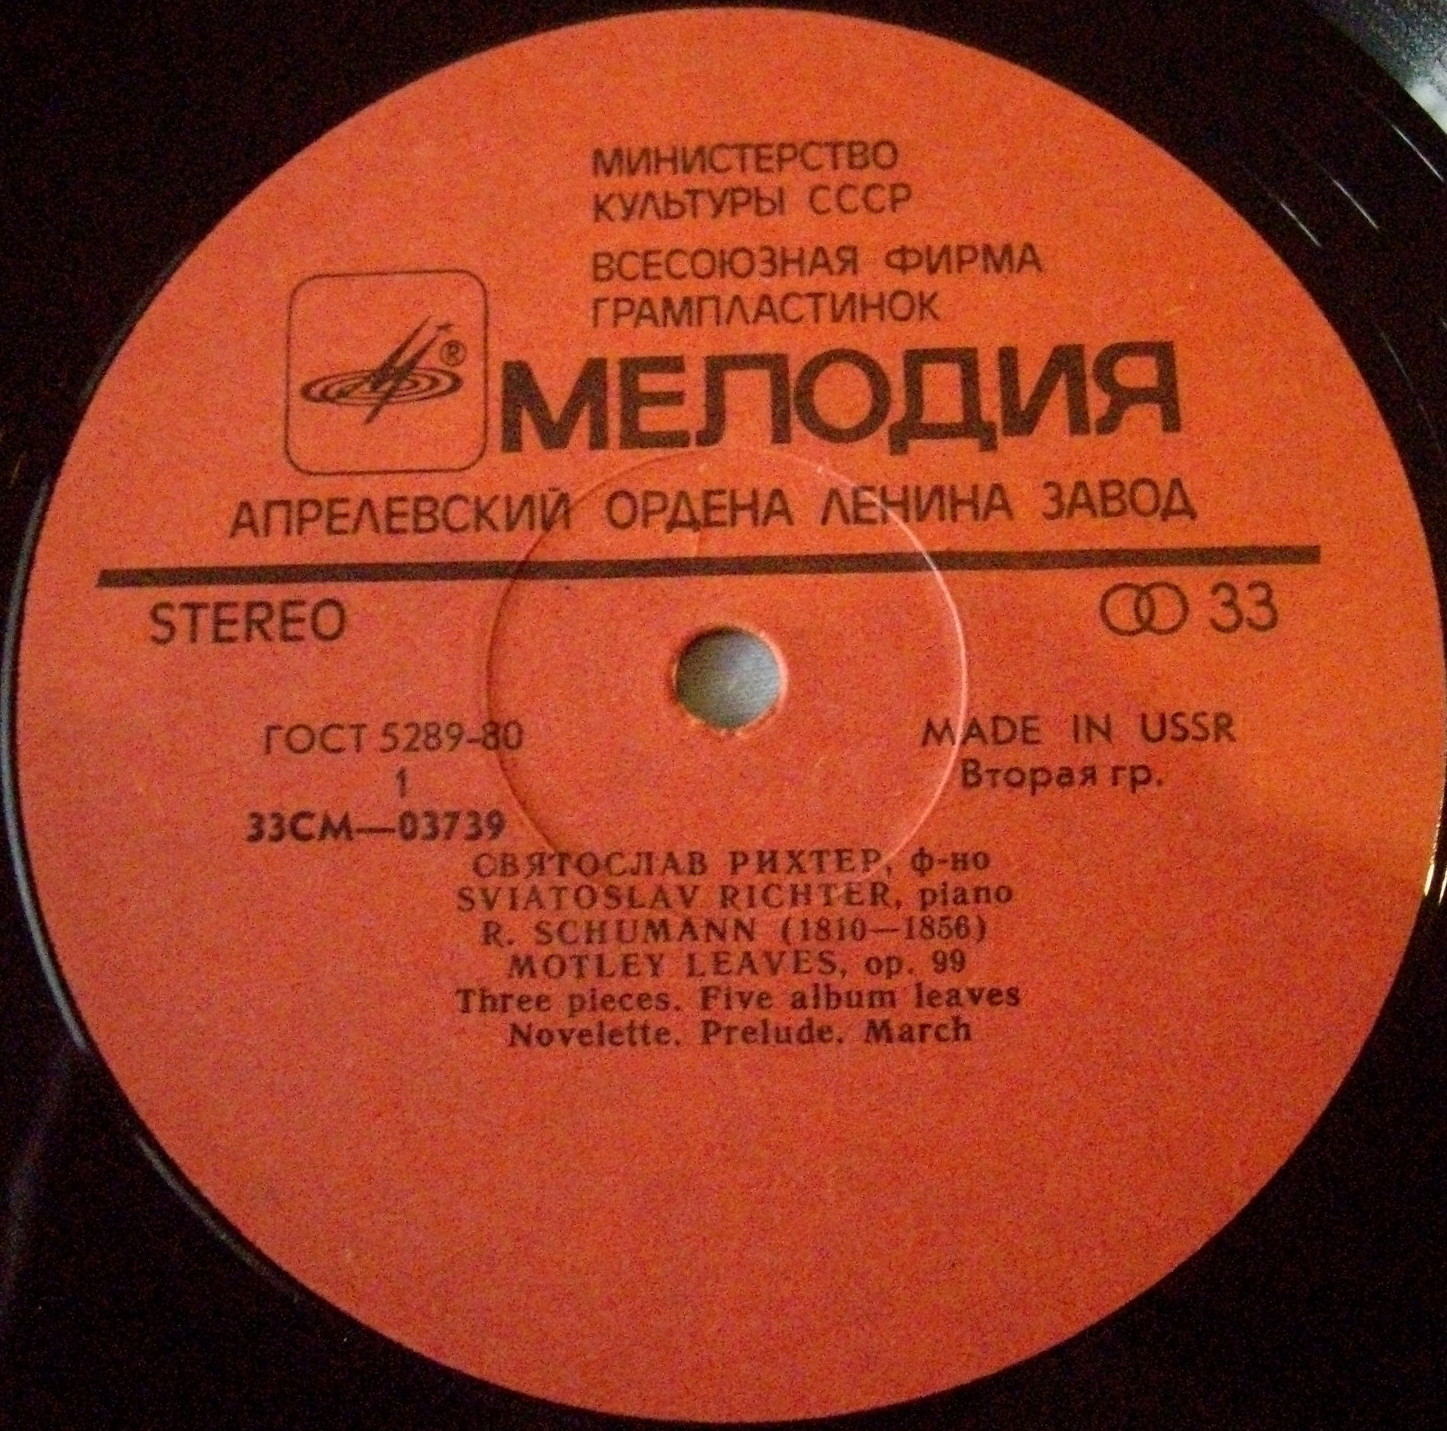 МИНИСТЕРСТВО
КУЛЬТУРЫ СССР
ВСЕСОЮЗНАЯ ФИРМА
ГРАМПЛАСТИНОК
®
МЕЛОДИЯ
АПРЕЛЕВСКИЙ ОРДЕНА ЛЕНИНА ЗАВОД
STEREO
33
ГОСТ 5289-80
1
33СМ—03739
MADE IN USSR
Вторая гр.
СВЯТОСЛАВ РИХТЕР, ф-но
SVIATOSLAV RICHTER, piano
R. SCHUMANN (1810—1856)
MOTLEY LEAVES, op. 99
Three pieces. Five album leaves
Novelette. Prelude. March